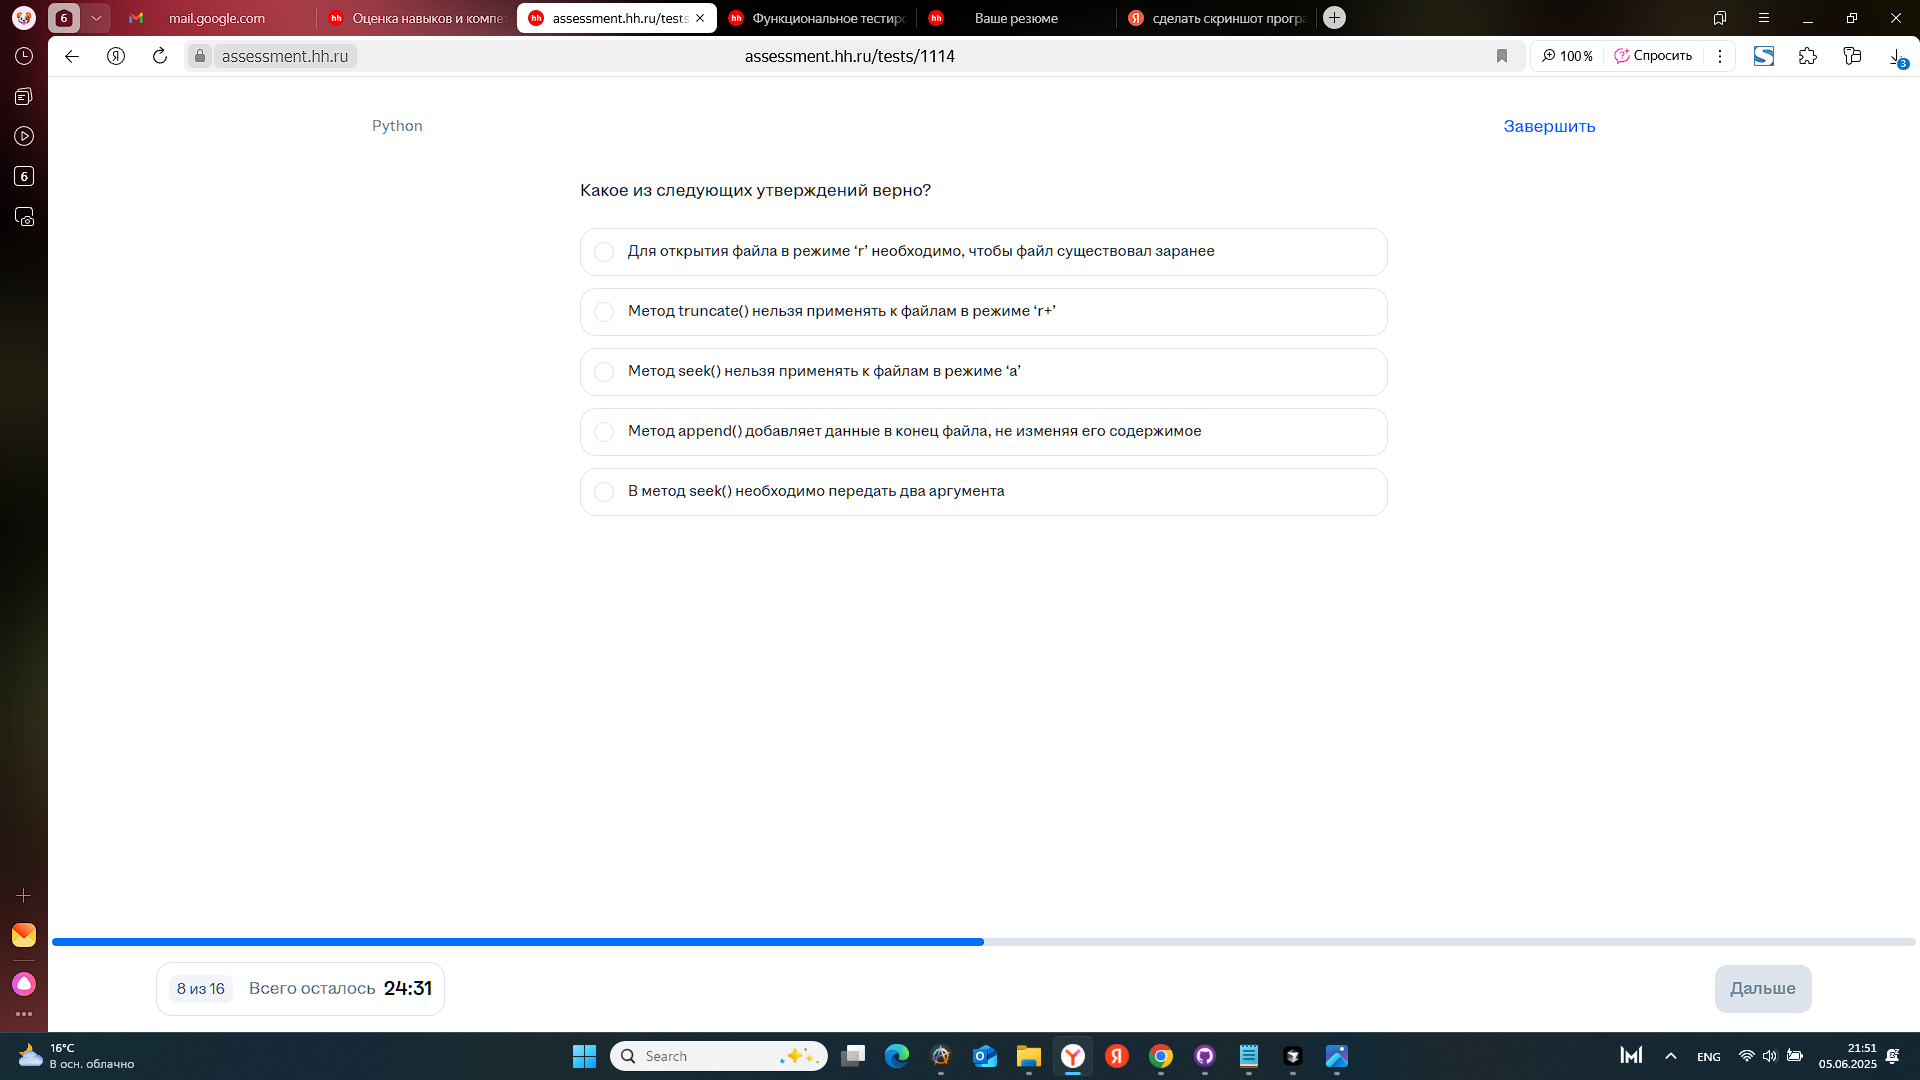 6
mail.google.com
Оценка навыков и компе
assessment.hh.ru/tests
Функциональное тестиро
Ваше резюме
сделать скриншот програ
assessment.hh.ru
assessment.hh.ru/tests/1114
100 %
Спросить
3
6
Python
Завершить
Какое из следующих утверждений верно?
Для открытия файла в режиме ‘r’ необходимо, чтобы файл существовал заранее
Метод truncate() нельзя применять к файлам в режиме ‘r+’
Метод seek() нельзя применять к файлам в режиме ‘a’
Метод append() добавляет данные в конец файла, не изменяя его содержимое
В метод seek() необходимо передать два аргумента
8 из 16
Всего осталось 24:31
Дальше
16°C
В осн. облачно
Search
ENG
21:51
05.06.2025